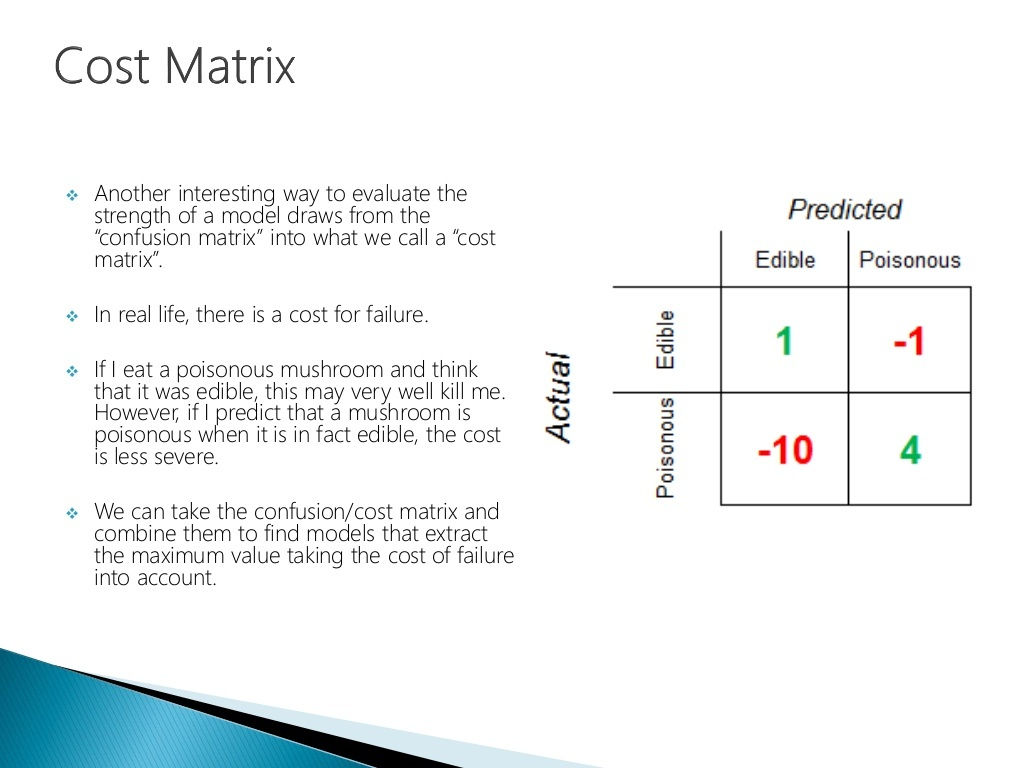 Cost Matrix
Another interesting way to evaluate the
strength of a model draws from the
“confusion matrix” into what we call a “cost
matrix”.
In real life, there is a cost for failure.
If I eat a poisonous mushroom and think
that it was edible, this may very well kill me.
However, if I predict that a mushroom is
poisonous when it is in fact edible, the cost
is less severe.
We can take the confusion/cost matrix and
combine them to find models that extract
the maximum value taking the cost of failure
into account.
Predicted
Edible Poisonous
Actual
Edible 1 -1
Poisonous -10 4